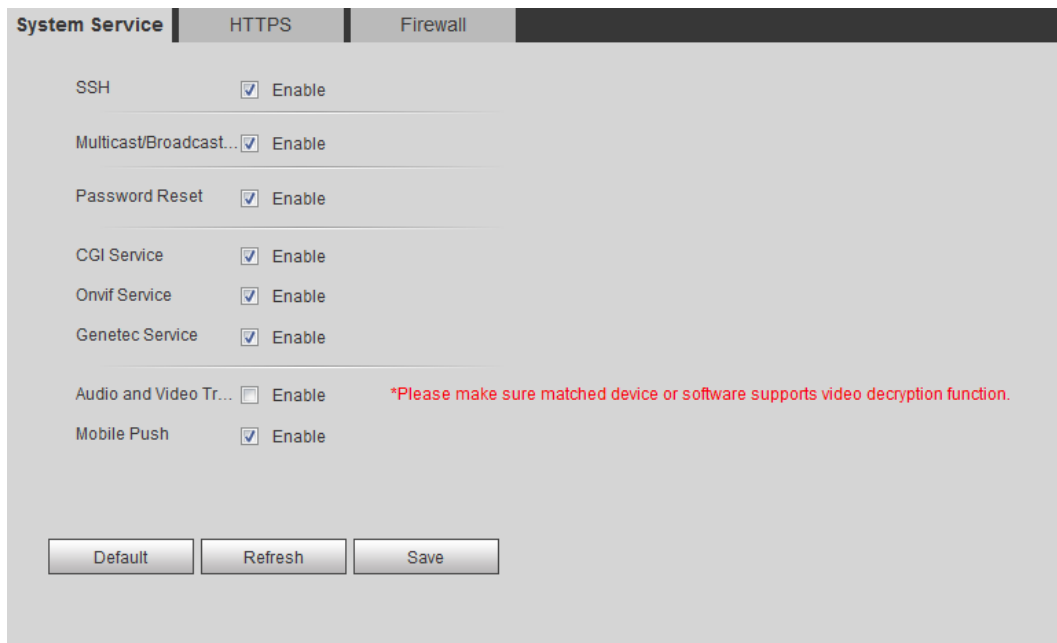 System Service HTTPS Firewall
SSH Enable
Multicast/Broadcast... Enable
Password Reset Enable
CGI Service Enable
Onvif Service Enable
Genetec Service Enable
Audio and Video Tr... Enable *Please make sure matched device or software supports video decryption function.
Mobile Push Enable
Default Refresh Save